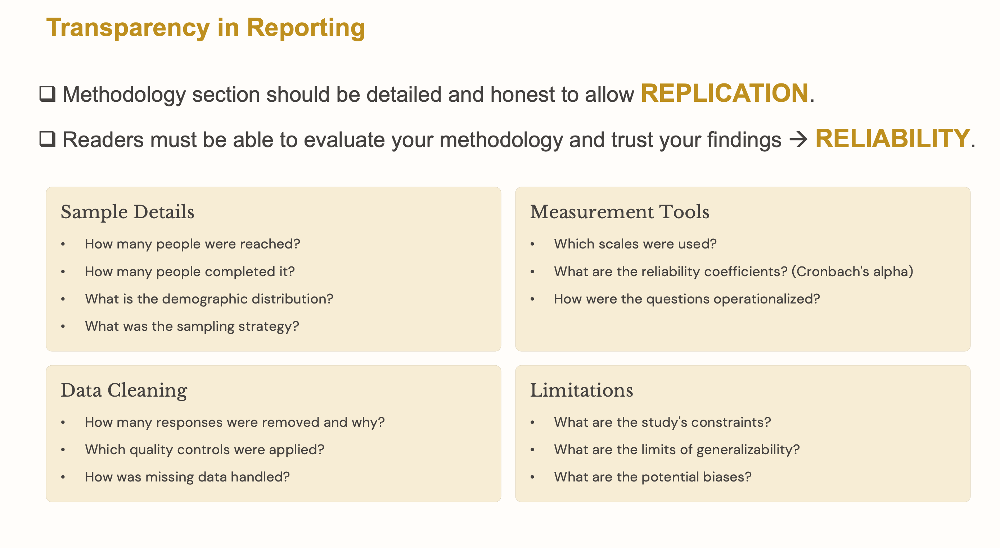 Transparency in Reporting
❑ Methodology section should be detailed and honest to allow REPLICATION.
❑ Readers must be able to evaluate your methodology and trust your findings → RELIABILITY.
Sample Details
• How many people were reached?
• How many people completed it?
• What is the demographic distribution?
• What was the sampling strategy?
Measurement Tools
• Which scales were used?
• What are the reliability coefficients? (Cronbach's alpha)
• How were the questions operationalized?
Data Cleaning
• How many responses were removed and why?
• Which quality controls were applied?
• How was missing data handled?
Limitations
• What are the study's constraints?
• What are the limits of generalizability?
• What are the potential biases?